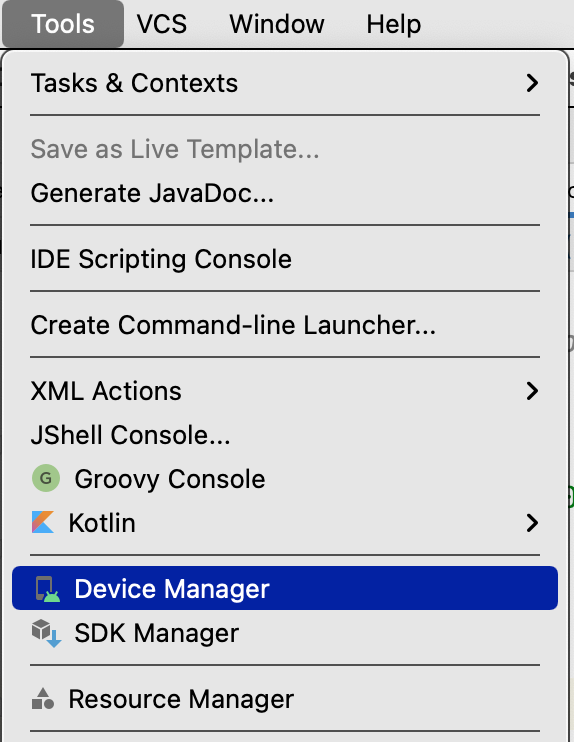 Tools VCS Window Help
Tasks & Contexts
Save as Live Template...
Generate JavaDoc...
IDE Scripting Console
Create Command-line Launcher...
XML Actions
JShell Console...
G Groovy Console
Kotlin
Device Manager
SDK Manager
Resource Manager